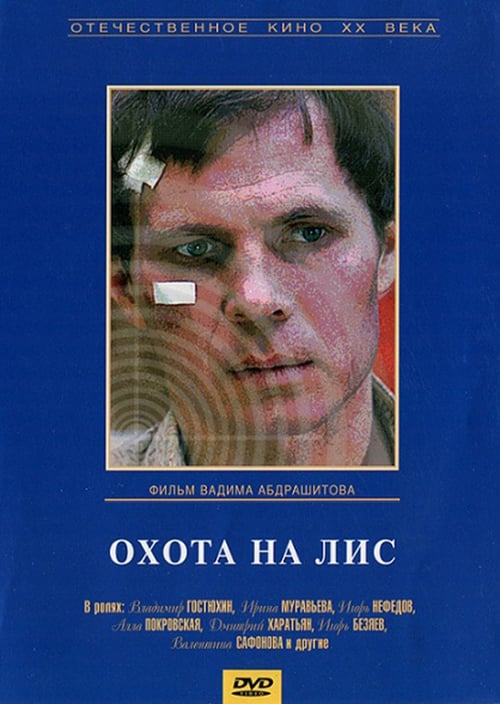 ОТЕЧЕСТВЕННОЕ КИНО XX ВЕКА
ФИЛЬМ ВАДИМА АБДРАШИТОВА
ОХОТА НА ЛИС
В ролях: Владимир ГОСТЮХИН, Ирина МУРАВЬЕВА, Игорь НЕФЕДОВ,
Алла ПОКРОВСКАЯ, Дмитрий ХАРАТЬЯН, Игорь БЕЗЯЕВ,
Валентина САФОНОВА и другие
DVD
VIDEO